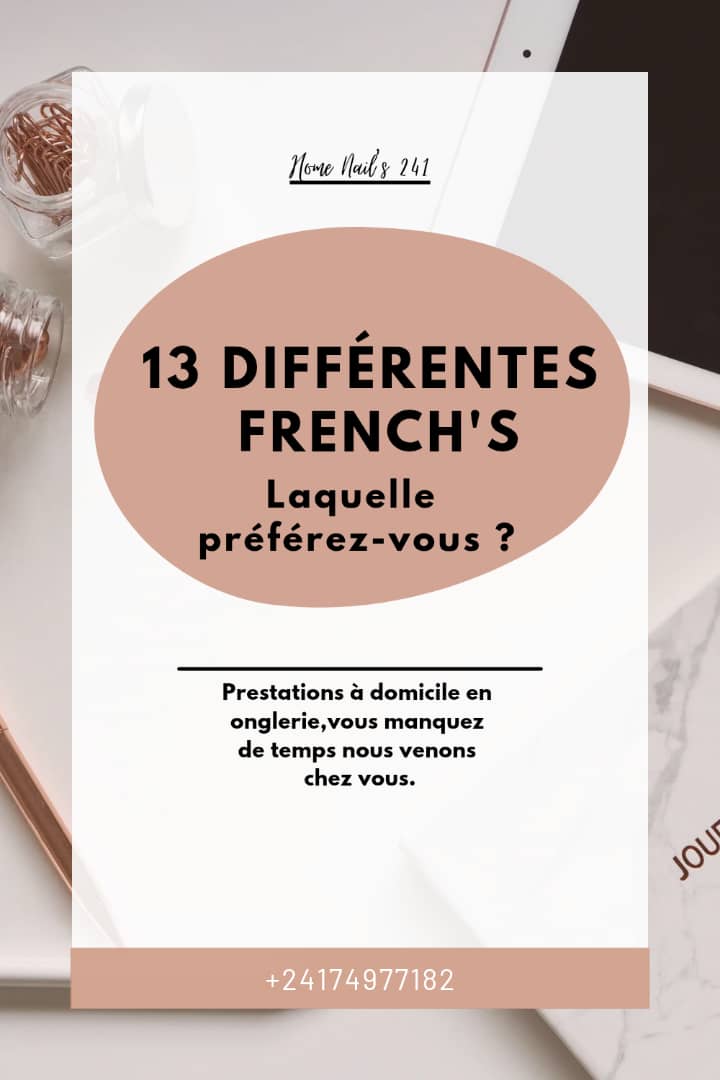 Home Nail's 241
13 DIFFÉRENTES
FRENCH'S
Laquelle
préférez-vous ?
Prestations à domicile en
onglerie,vous manquez
de temps nous venons
chez vous.
JOU
+24174977182